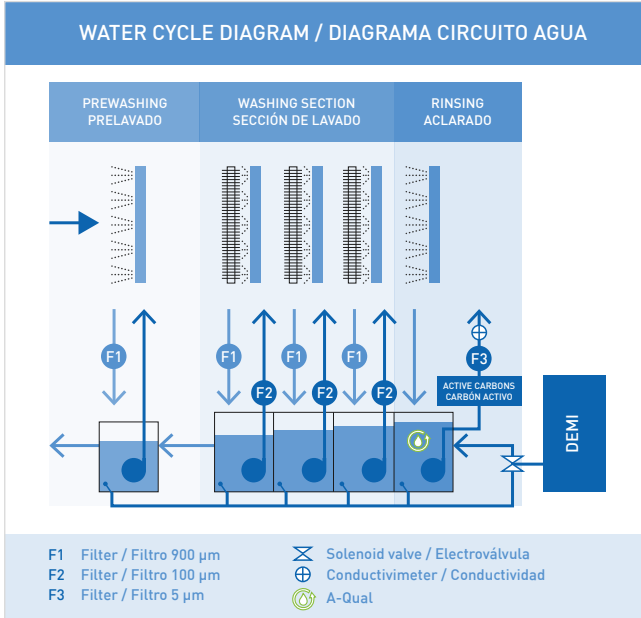 WATER CYCLE DIAGRAM / DIAGRAMA CIRCUITO AGUA
PREWASHING
PRELAVADO
WASHING SECTION
SECCIÓN DE LAVADO
RINSING
ACLARADO
F1
F1
F1
F1
F3
F2
F2
F2
ACTIVE CARBONS
CARBÓN ACTIVO
DEMI
F1 Filter / Filtro 900 µm
F2 Filter / Filtro 100 µm
F3 Filter / Filtro 5 µm
Solenoid valve / Electroválvula
Conductivimeter / Conductividad
A-Qual